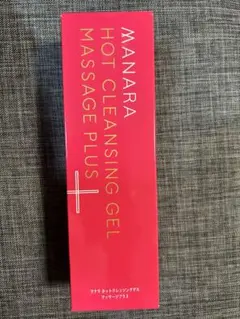 MANARA
HOT CLEANSING GEL
MASSAGE PLUS
マナラ ホットクレンジングゲル
マッサージプラス